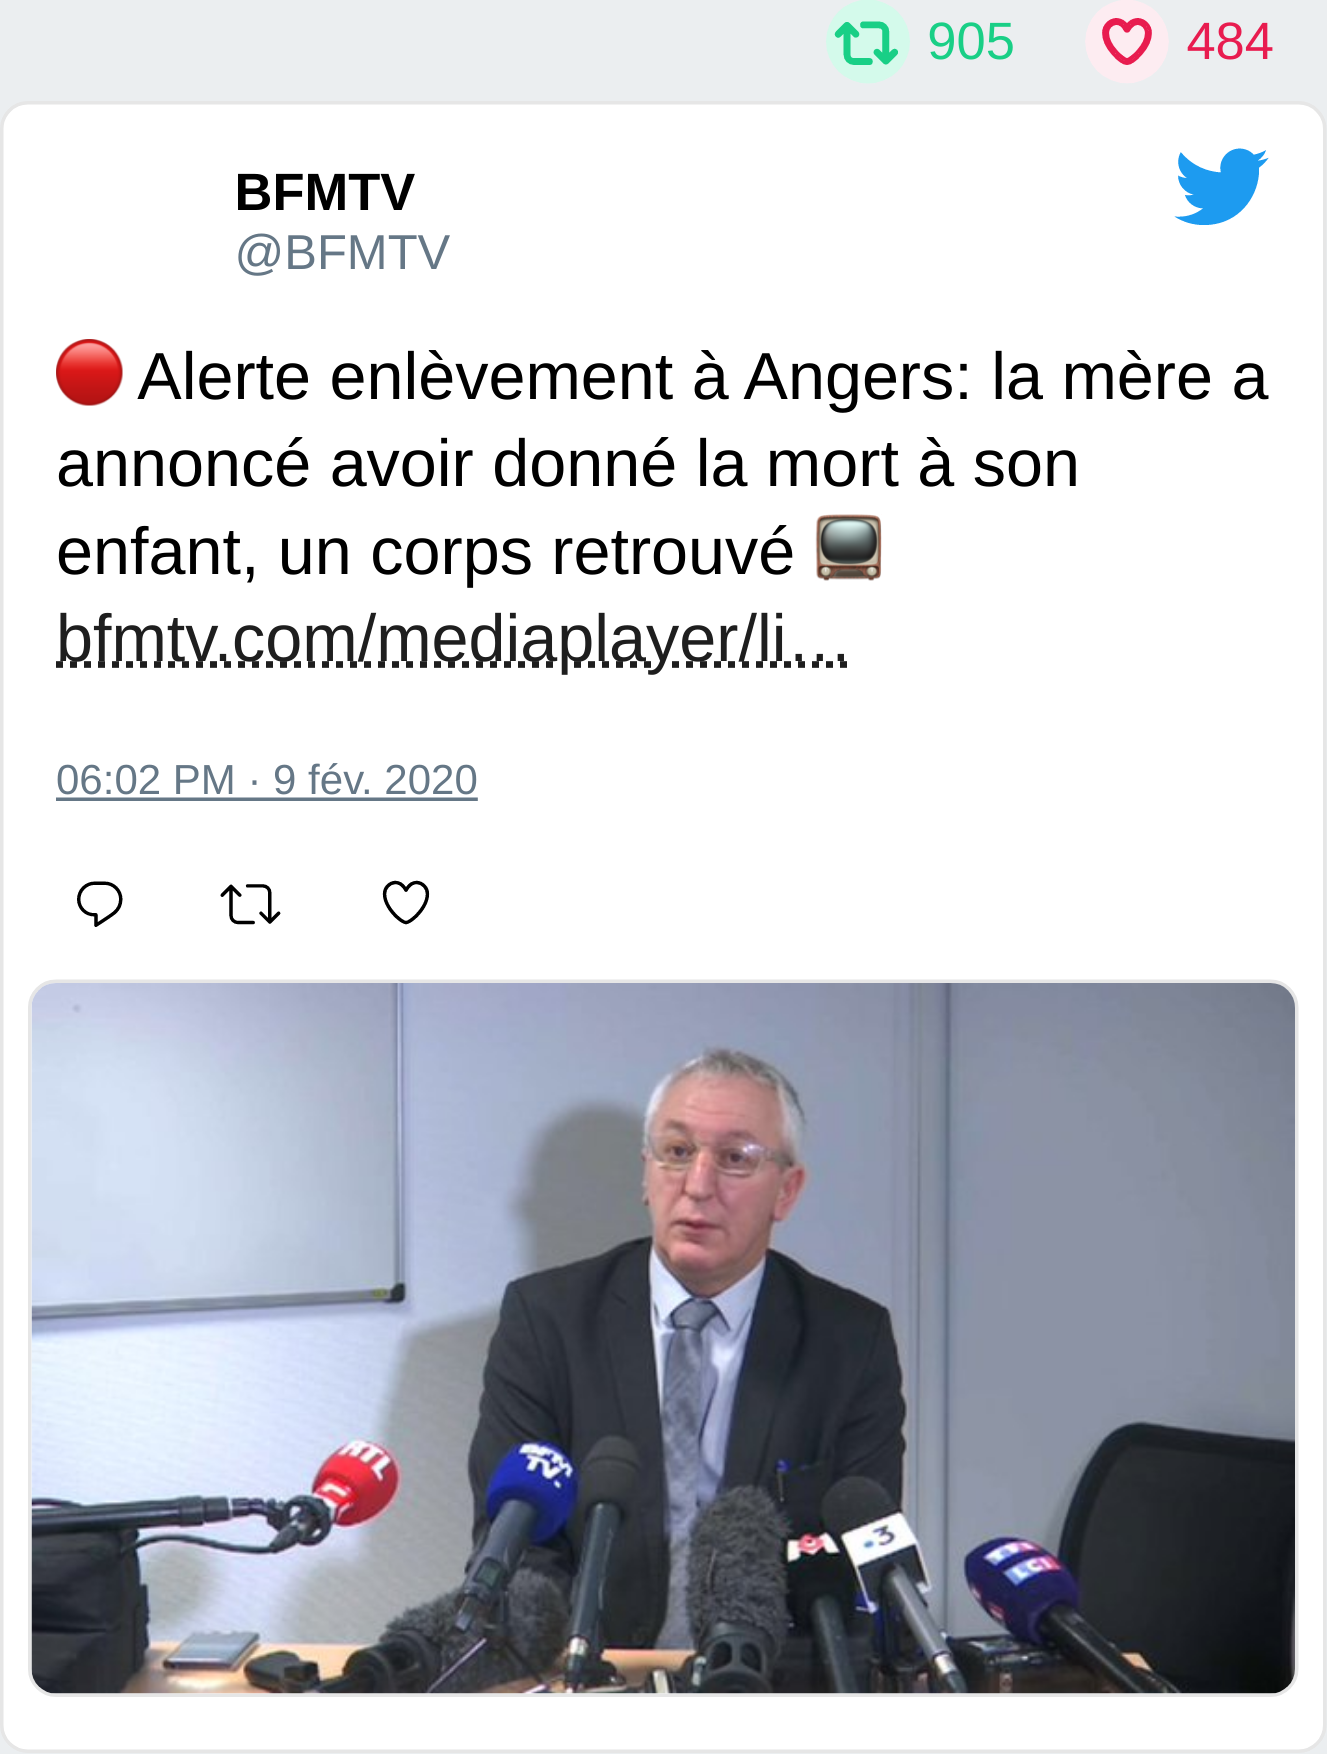 905 484
BFMTV
@BFMTV
🔴 Alerte enlèvement à Angers: la mère a
annoncé avoir donné la mort à son
enfant, un corps retrouvé 📺
bfmtv.com/mediaplayer/li…
06:02 PM · 9 fév. 2020
RTL
BFM
TV.
M
3
LCI